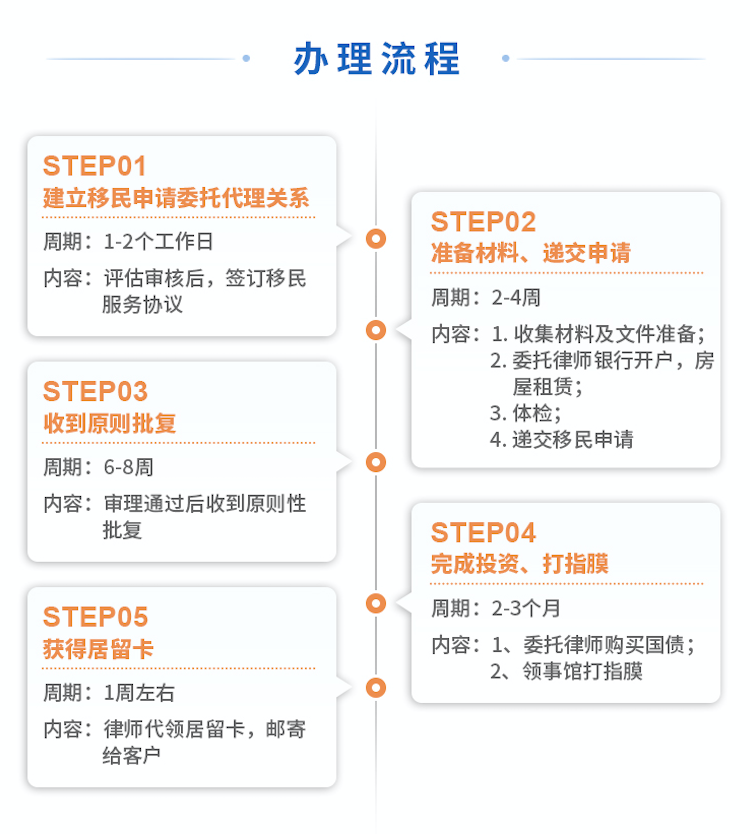 办理流程
STEP01
建立移民申请委托代理关系
周期：1-2个工作日
内容：评估审核后，签订移民
服务协议
STEP02
准备材料、递交申请
周期：2-4周
内容：1. 收集材料及文件准备；
2. 委托律师银行开户，房
屋租赁；
3. 体检；
4. 递交移民申请
STEP03
收到原则批复
周期：6-8周
内容：审理通过后收到原则性
批复
STEP04
完成投资、打指膜
周期：2-3个月
内容：1、委托律师购买国债；
2、领事馆打指膜
STEP05
获得居留卡
周期：1周左右
内容：律师代领居留卡，邮寄
给客户